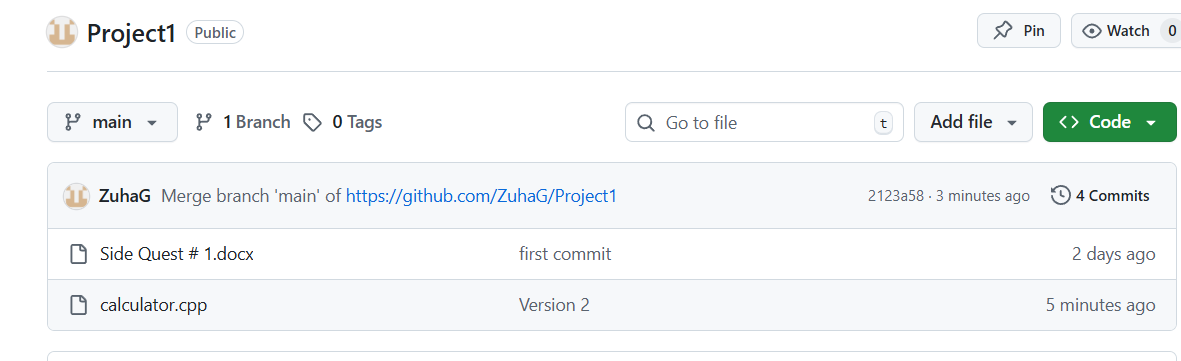 Project1 Public Pin Watch 0
main 1 Branch 0 Tags Go to file t Add file Code
ZuhaG Merge branch 'main' of https://github.com/ZuhaG/Project1 2123a58 · 3 minutes ago 4 Commits
Side Quest # 1.docx first commit 2 days ago
calculator.cpp Version 2 5 minutes ago